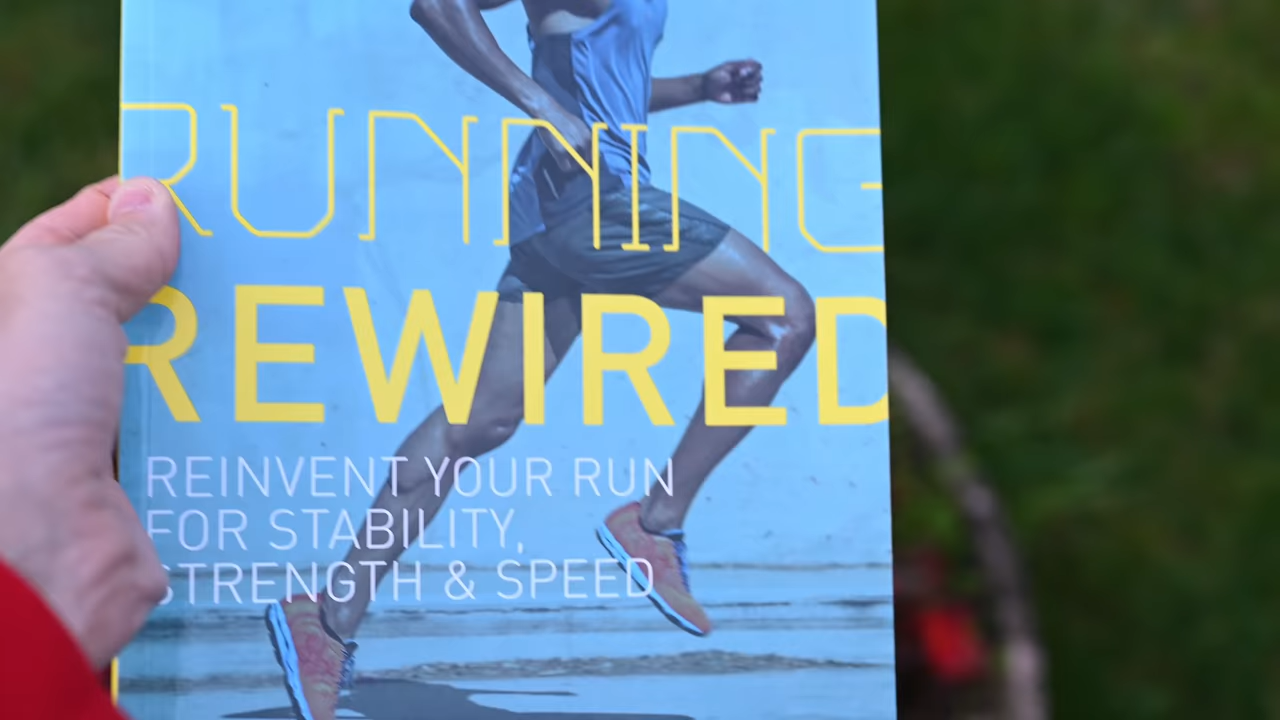 RUNNING
REWIRED
REINVENT YOUR RUN
FOR STABILITY,
STRENGTH & SPEED